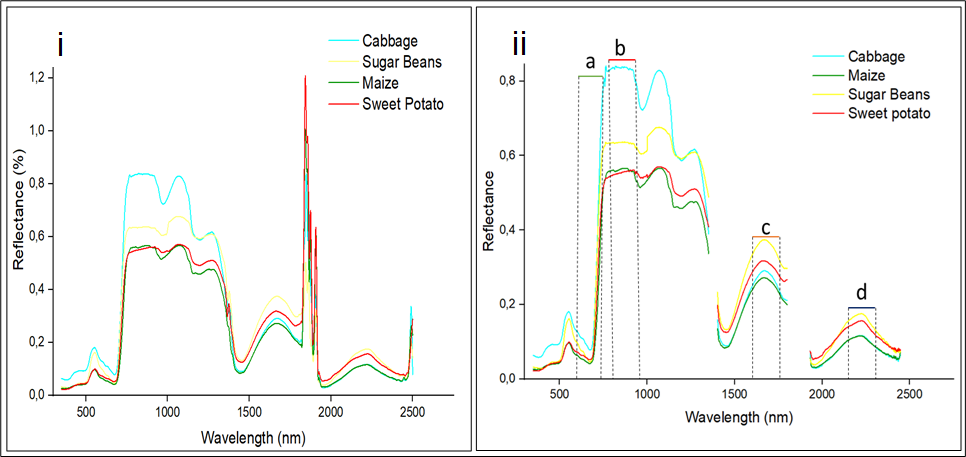 i
Cabbage
Sugar Beans
Maize
Sweet Potato
1,2
1,0
0,8
0,6
0,4
0,2
0,0
Reflectance (%)
500
1000
1500
2000
2500
Wavelength (nm)
ii
a
b
c
d
Cabbage
Maize
Sugar Beans
Sweet potato
0,8
0,6
0,4
0,2
0,0
Reflectance
500
1000
1500
2000
2500
Wavelength (nm)